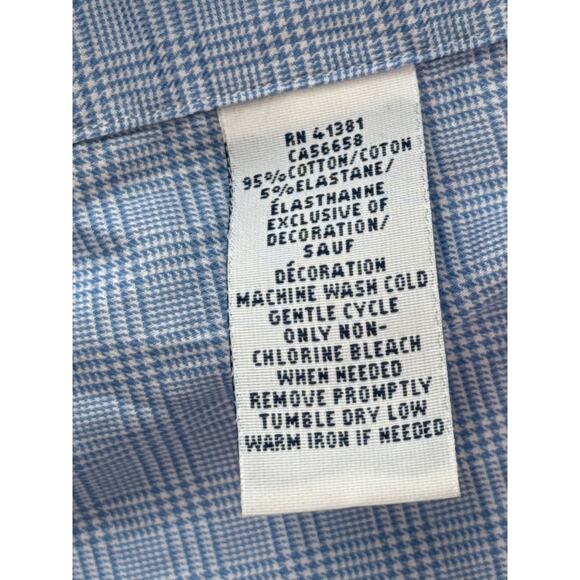 RN 41381
CA56658
95%COTTON/COTON
5%ELASTANE/
ÉLASTHANNE
EXCLUSIVE OF
DECORATION/
SAUF
DÉCORATION
MACHINE WASH COLD
GENTLE CYCLE
ONLY NON-
CHLORINE BLEACH
WHEN NEEDED
REMOVE PROMPTLY
TUMBLE DRY LOW
WARM IRON IF NEEDED